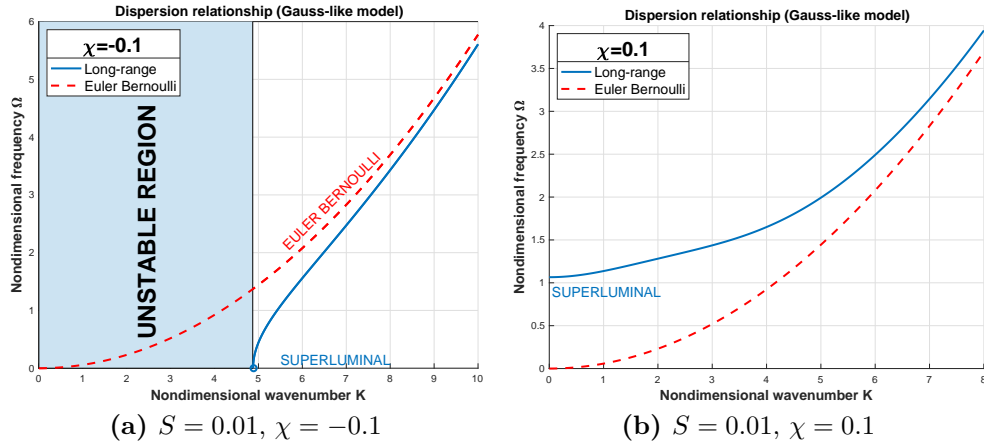 Dispersion relationship (Gauss-like model)
χ=-0.1
Long-range
Euler Bernoulli
UNSTABLE REGION
EULER BERNOULLI
SUPERLUMINAL
Nondimensional frequency Ω
0
1
2
3
4
5
6
0 1 2 3 4 5 6 7 8 9 10
Nondimensional wavenumber K
(a) S = 0.01, χ = −0.1
Dispersion relationship (Gauss-like model)
χ=0.1
Long-range
Euler Bernoulli
SUPERLUMINAL
Nondimensional frequency Ω
0
0.5
1
1.5
2
2.5
3
3.5
4
0 1 2 3 4 5 6 7 8
Nondimensional wavenumber K
(b) S = 0.01, χ = 0.1